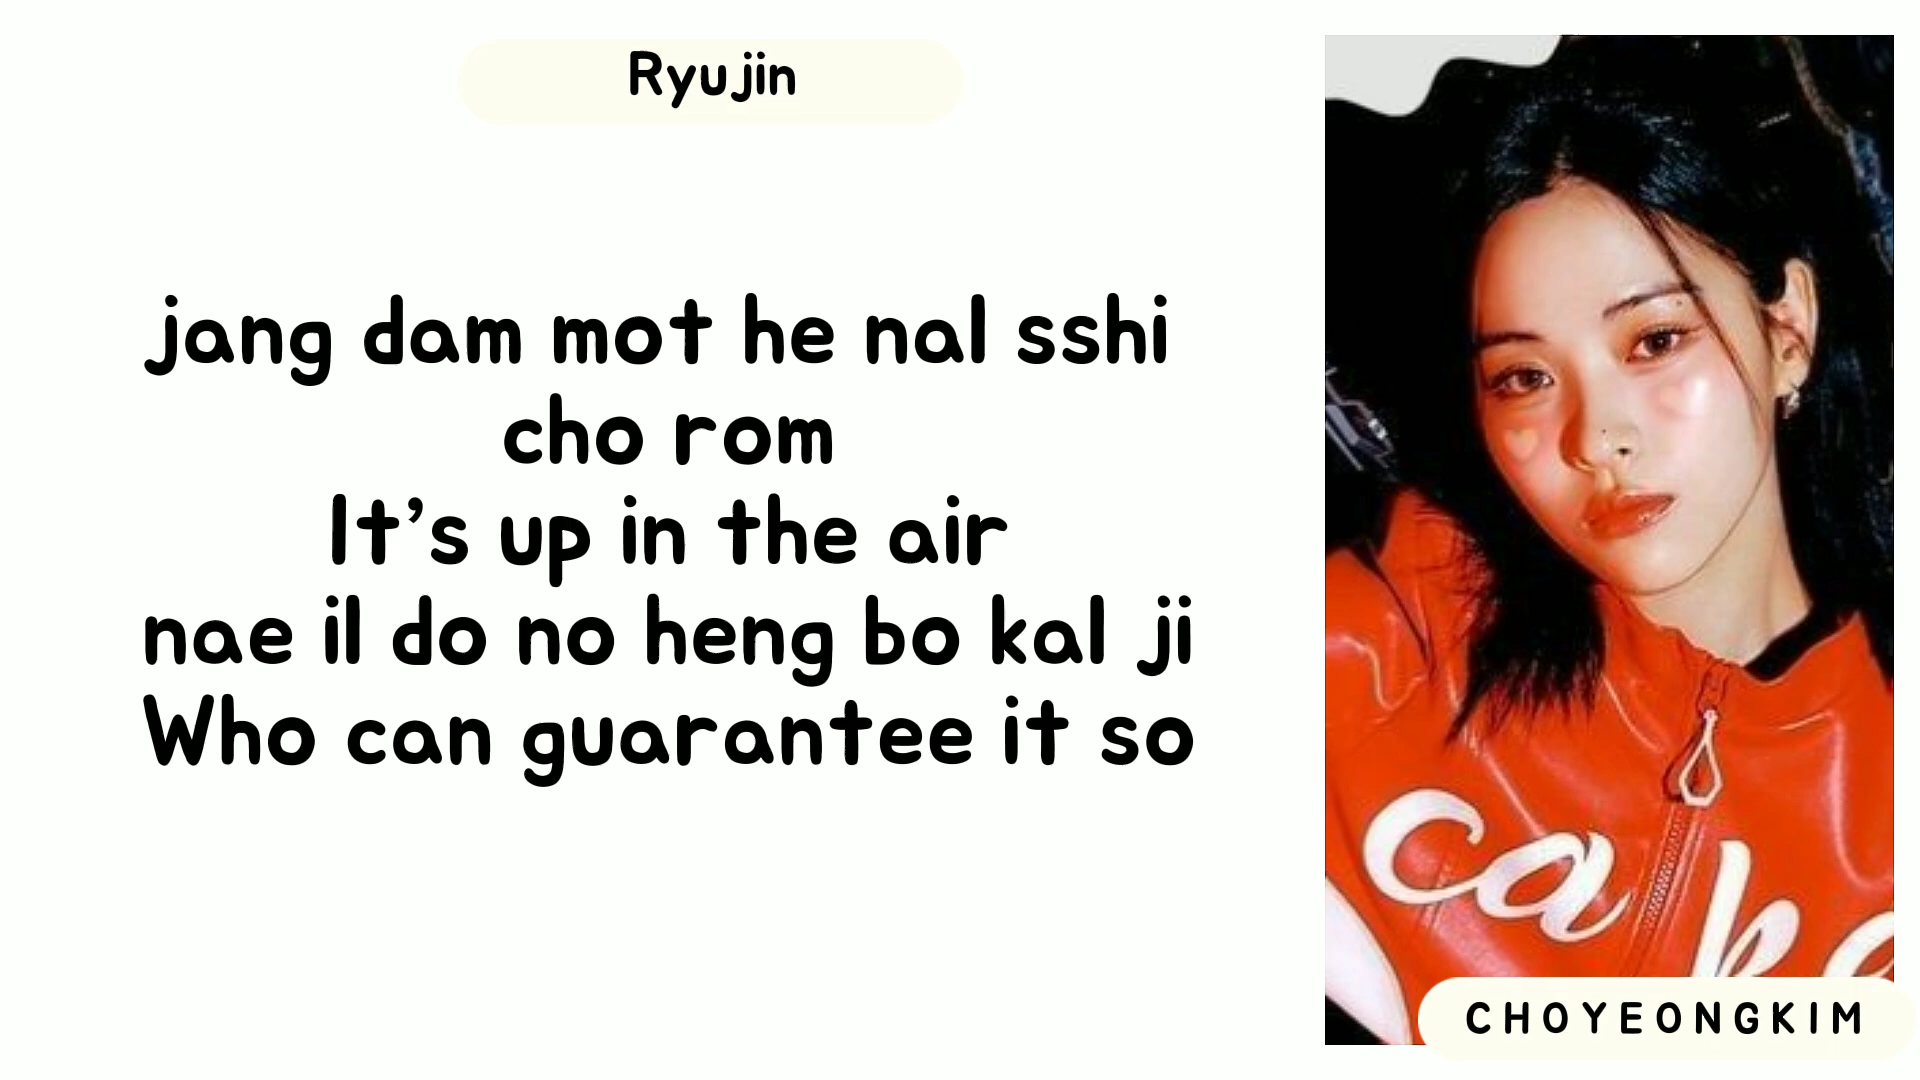 Ryujin
jang dam mot he nal sshi
cho rom
It’s up in the air
nae il do no heng bo kal ji
Who can guarantee it so
ca
CHOYEONGKIM